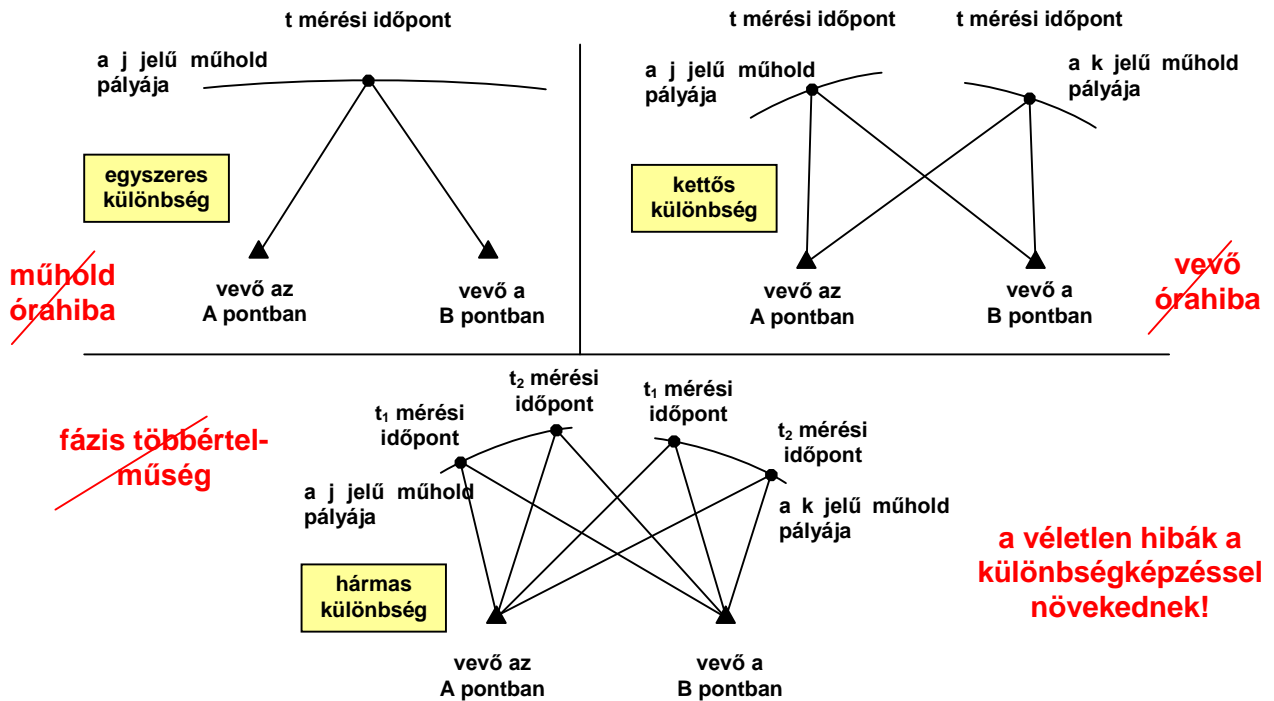 t mérési időpont
a j jelű műhold
pályája
egyszeres
különbség
műhold
órahiba
vevő az
A pontban
vevő a
B pontban
t mérési időpont
t mérési időpont
a j jelű műhold
pályája
a k jelű műhold
pályája
kettős
különbség
vevő az
A pontban
vevő a
B pontban
vevő
órahiba
fázis többértel-
műség
t₁ mérési
időpont
t₂ mérési
időpont
t₁ mérési
időpont
t₂ mérési
időpont
a j jelű műhold
pályája
a k jelű műhold
pályája
hármas
különbség
vevő az
A pontban
vevő a
B pontban
a véletlen hibák a
különbségképzéssel
növekednek!